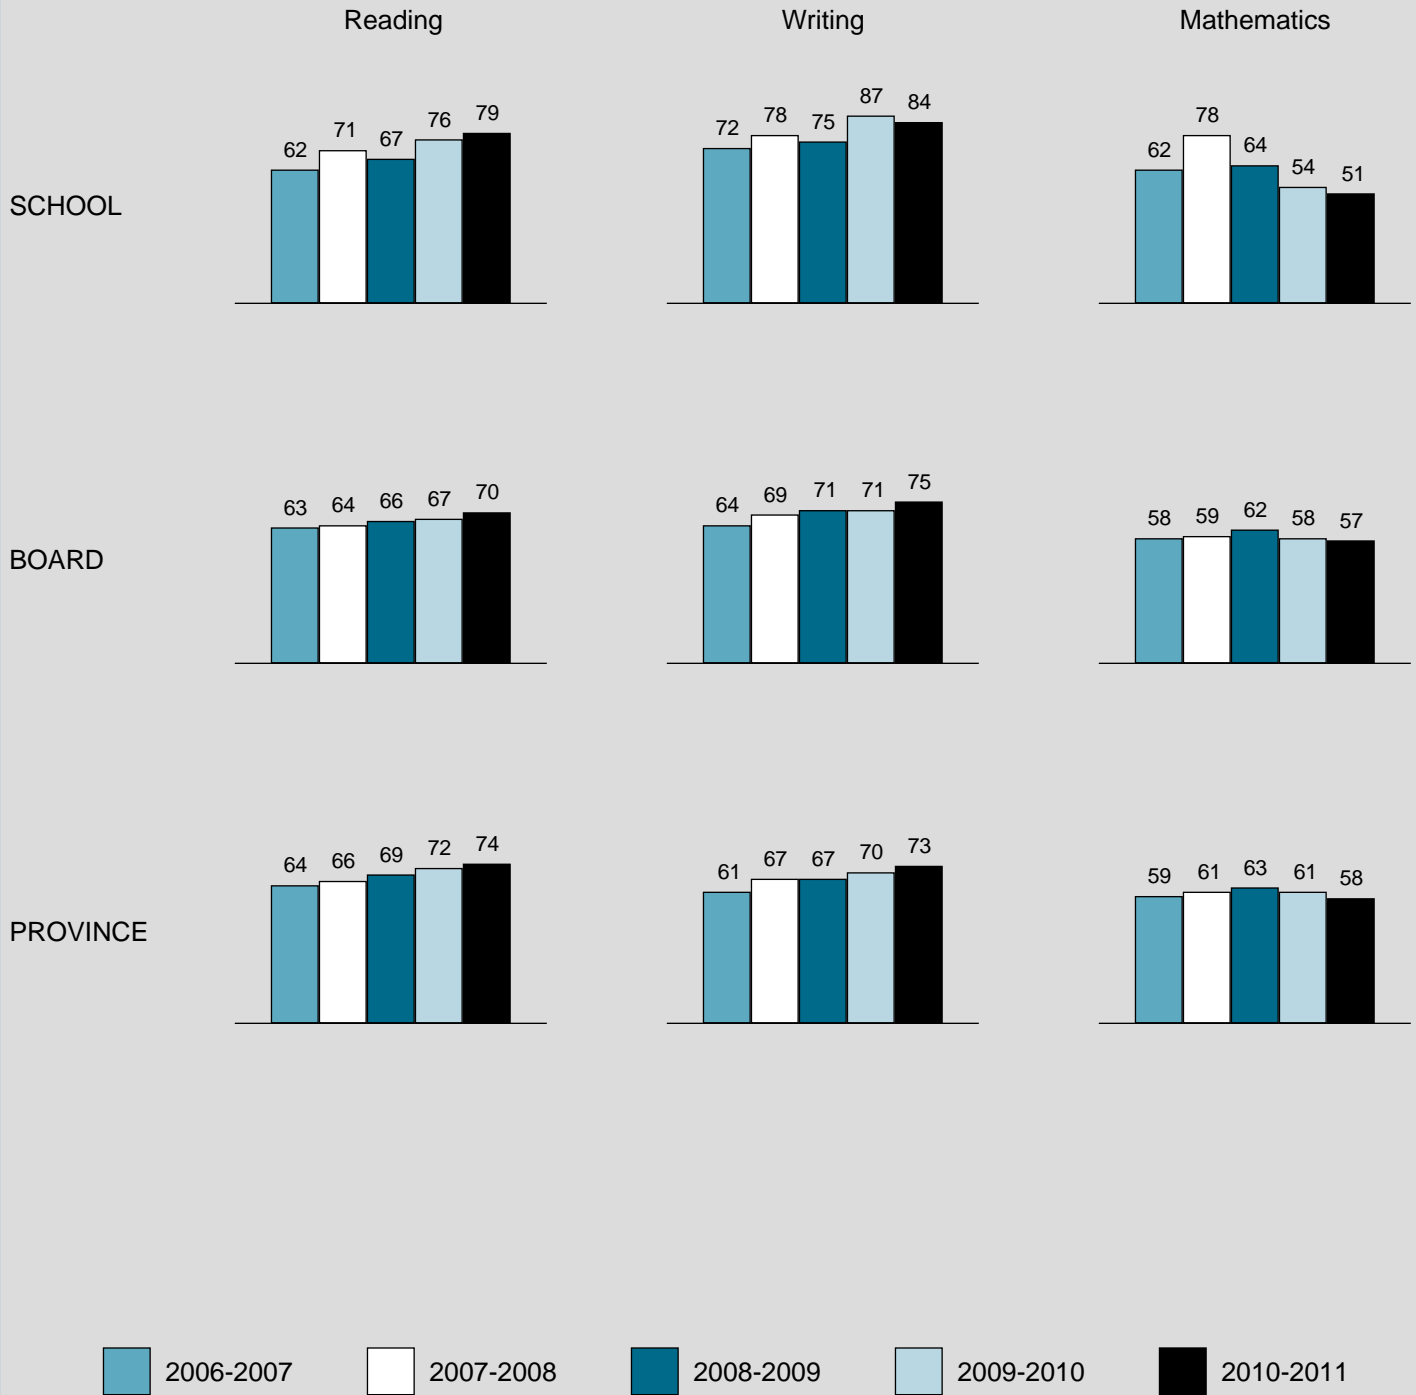 Reading Writing Mathematics
SCHOOL
62 71 67 76 79
72 78 75 87 84
62 78 64 54 51
BOARD
63 64 66 67 70
64 69 71 71 75
58 59 62 58 57
PROVINCE
64 66 69 72 74
61 67 67 70 73
59 61 63 61 58
2006-2007 2007-2008 2008-2009 2009-2010 2010-2011